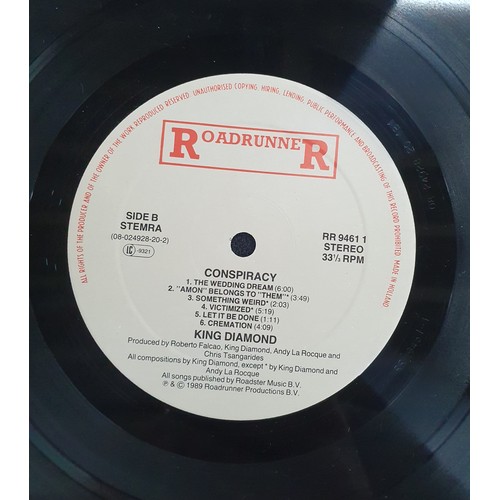 ALL RIGHTS OF THE PRODUCER AND OF THE OWNER OF THE WORK REPRODUCED RESERVED. UNAUTHORISED COPYING, HIRING, LENDING, PUBLIC PERFORMANCE AND BROADCASTING OF THIS RECORD PROHIBITED. MADE IN HOLLAND
ROADRUNNER
SIDE B
STEMRA
(08-024928-20-2)
LC 9321
RR 9461 1
STEREO
33⅓ RPM
CONSPIRACY
1. THE WEDDING DREAM (6:00)
2. "AMON" BELONGS TO "THEM"* (3:49)
3. SOMETHING WEIRD* (2:03)
4. VICTIMIZED* (5:11)
5. LET IT BE DONE (1:11)
6. CREMATION (4:09)
KING DIAMOND
Produced by Roberto Falcao, King Diamond, Andy La Rocque and
Chris Tsangarides
All compositions by King Diamond, except * by King Diamond and
Andy La Rocque
All songs published by Roadster Music B.V.
℗ & © 1989 Roadrunner Productions B.V.